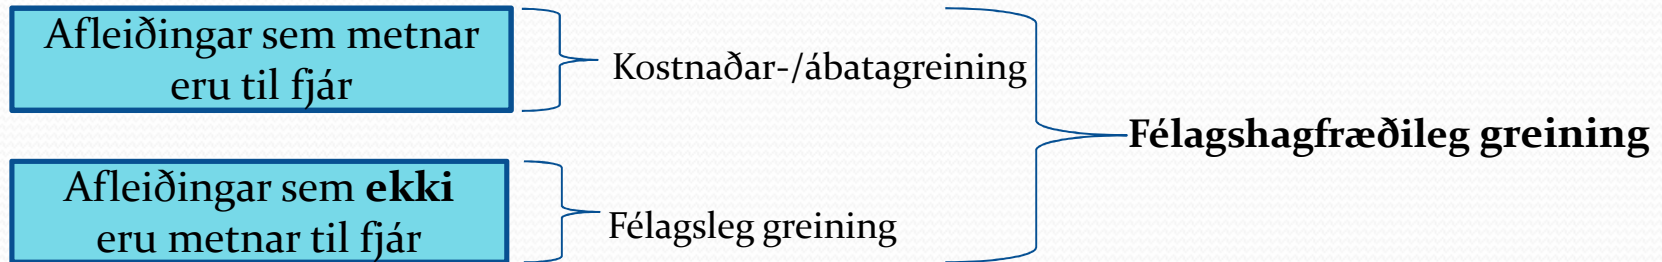 Afleiðingar sem metnar
eru til fjár
Kostnaðar-/ábatagreining
Félagshagfræðileg greining
Afleiðingar sem ekki
eru metnar til fjár
Félagsleg greining